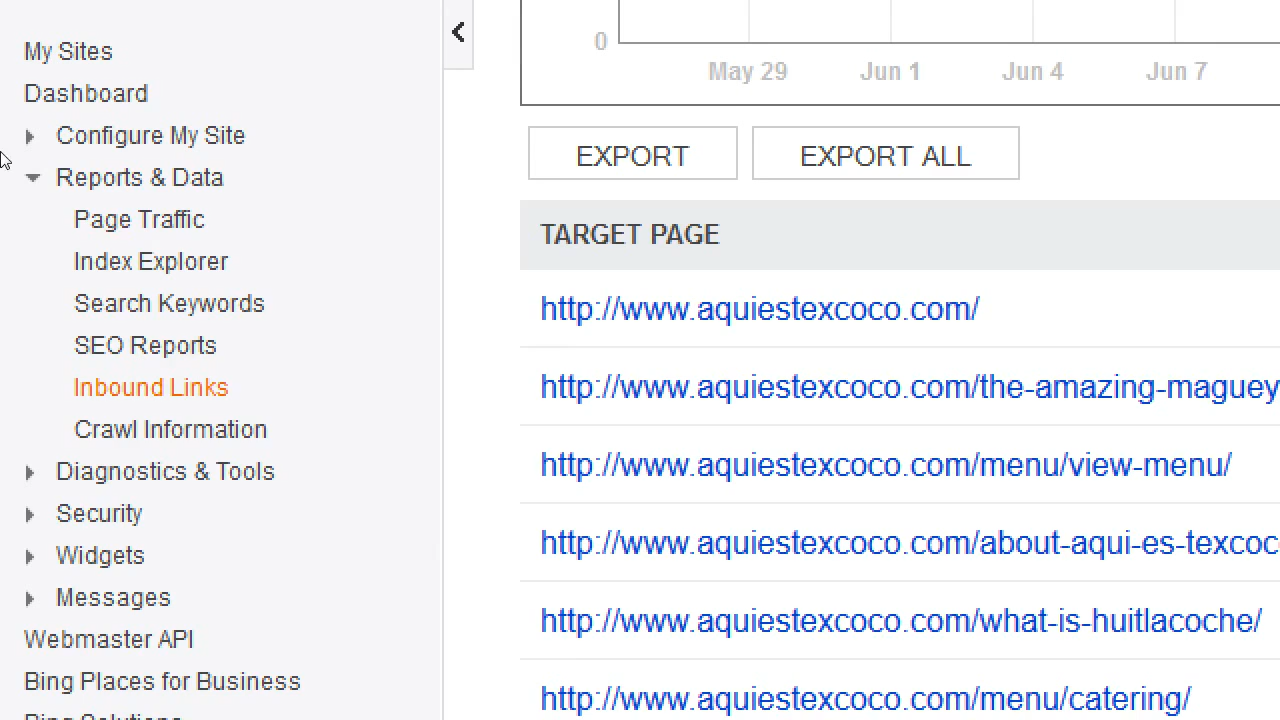 My Sites
Dashboard
Configure My Site
Reports & Data
Page Traffic
Index Explorer
Search Keywords
SEO Reports
Inbound Links
Crawl Information
Diagnostics & Tools
Security
Widgets
Messages
Webmaster API
Bing Places for Business
Bing Solutions
0
May 29 Jun 1 Jun 4 Jun 7
EXPORT EXPORT ALL
TARGET PAGE
http://www.aquiestexcoco.com/
http://www.aquiestexcoco.com/the-amazing-maguey
http://www.aquiestexcoco.com/menu/view-menu/
http://www.aquiestexcoco.com/about-aqui-es-texcoc
http://www.aquiestexcoco.com/what-is-huitlacoche/
http://www.aquiestexcoco.com/menu/catering/